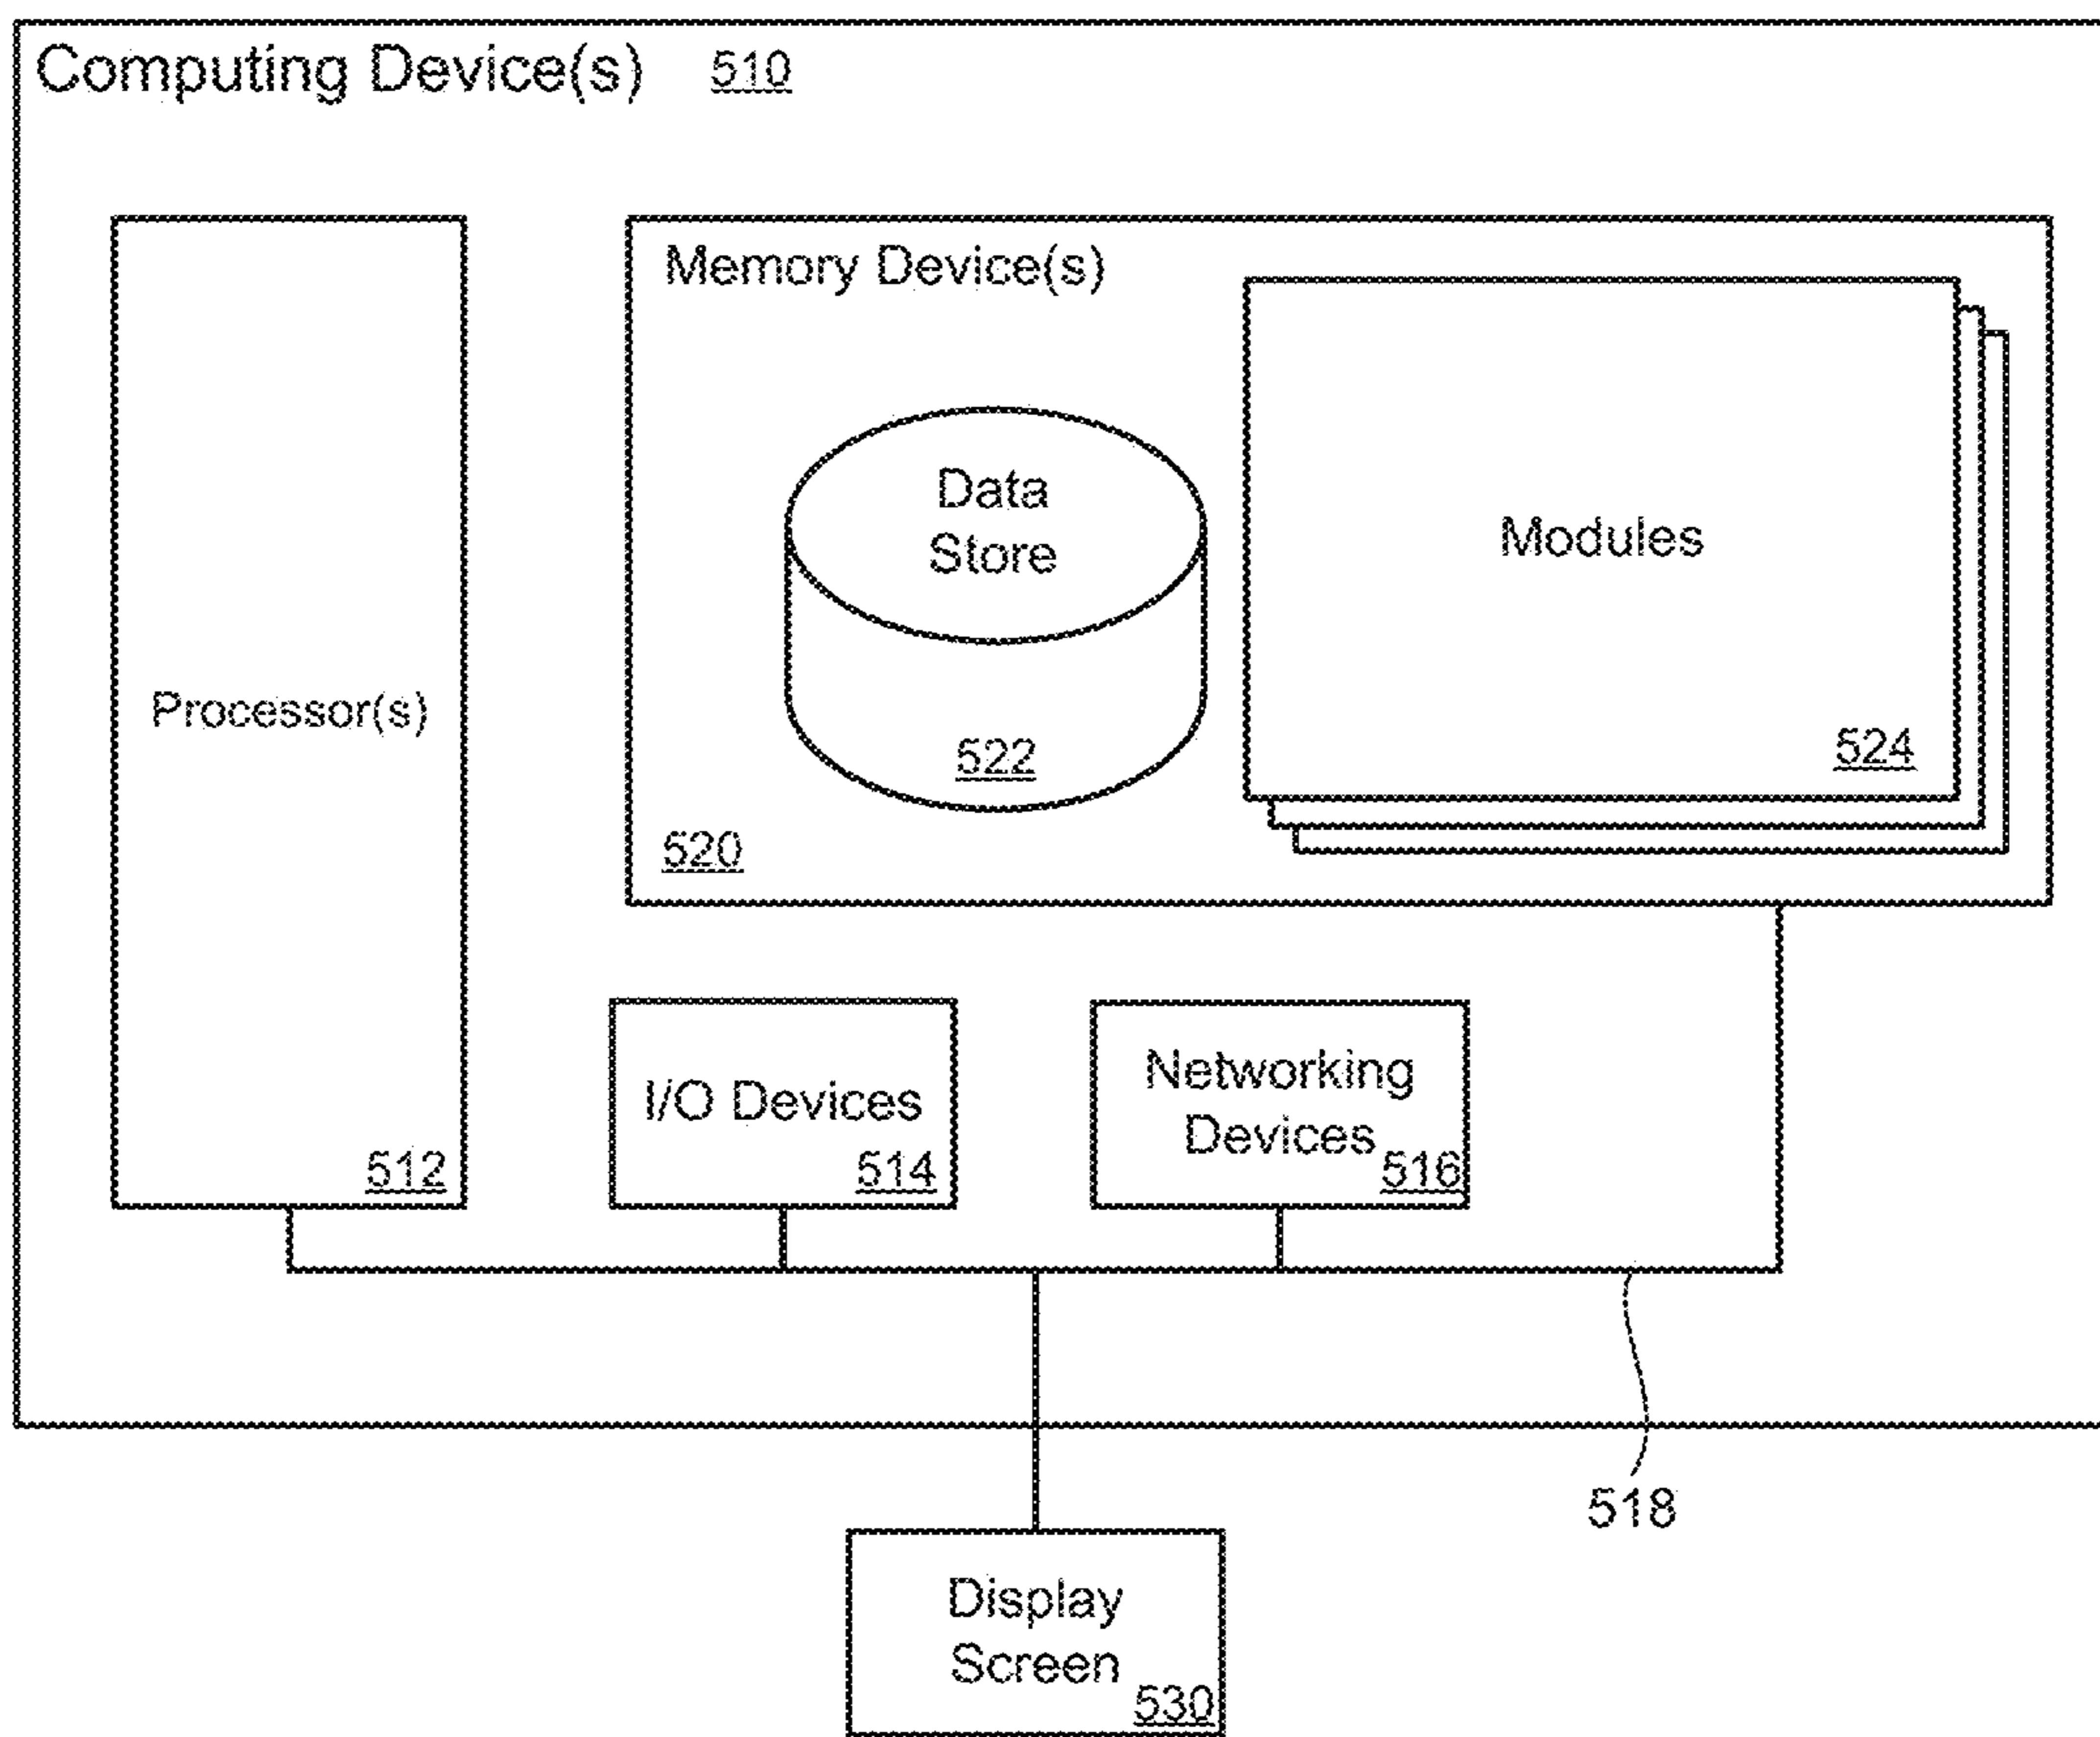 Computing Device(s) 510
Memory Device(s)
Data
Store
522
Modules
524
520
Processor(s)
512
I/O Devices
514
Networking
Devices
516
518
Display
Screen
530